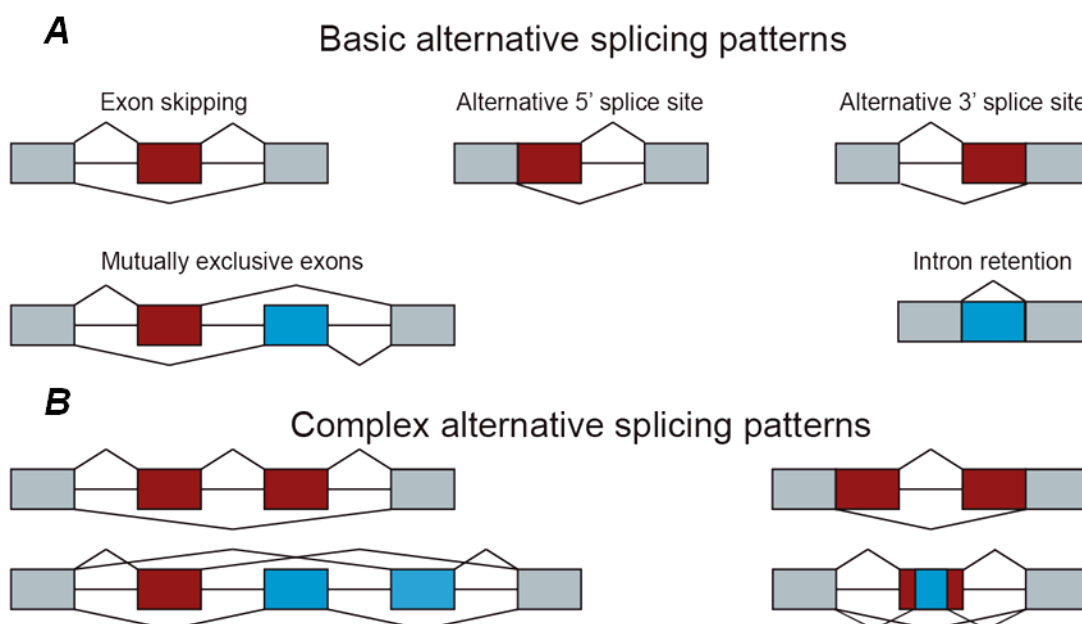 A
Basic alternative splicing patterns
Exon skipping
Alternative 5' splice site
Alternative 3' splice site
Mutually exclusive exons
Intron retention
B
Complex alternative splicing patterns